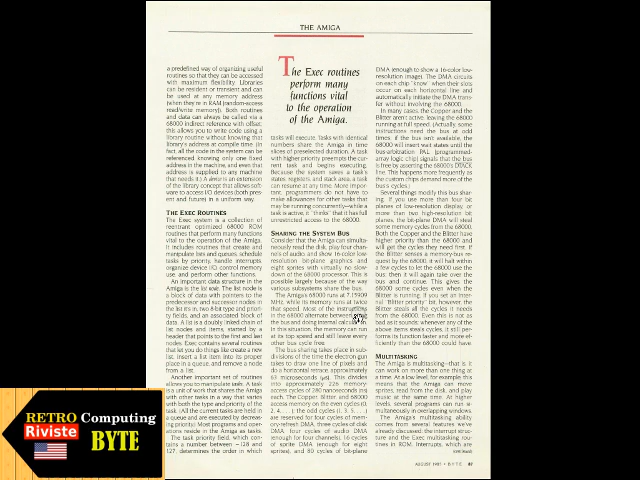 THE AMIGA
a predefined way of organizing useful
routines so that they can be accessed
with maximum flexibility. Libraries
can be resident or transient and can
be used at any memory address
(when they're in RAM [random-access
read/write memory]). Both routines
and data can always be called via a
68000 indirect reference with offset:
this allows you to write code using a
library routine without knowing that
library's address at compile time. (In
fact, all the code in the system can be
referenced knowing only one fixed
address in the machine, and even that
address is supplied to any machine
that needs it.) A device is an extension
of the library concept that allows soft-
ware to access I/O devices (both pres-
ent and future) in a uniform way.
THE EXEC ROUTINES
The Exec system is a collection of
reentrant optimized 68000 ROM
routines that perform many functions
vital to the operation of the Amiga.
It includes routines that create and
manipulate lists and queues, schedule
tasks by priority, handle interrupts,
organize device I/O, control memory
use and perform other functions.
An important data structure in the
Amiga is the list node. The list node is
a block of data with pointers to the
predecessor and successor nodes in
the list it's in, two 8-bit type and pri-
ority fields, and an associated block of
data. A list is a doubly linked chain of
list nodes and items, started by a
header that points to the first and last
nodes. Exec contains several routines
that let you do things like create a new
list, insert a list item into its proper
place in a queue, and remove a node
from a list.
Another important set of routines
allows you to manipulate tasks. A task
is a unit of work that shares the Amiga
with other tasks in a way that varies
with both the type and priority of the
task. (All the current tasks are held in
a queue and are executed by decreas-
ing priority.) Most programs and oper-
ations reside in the Amiga as tasks.
The task priority field, which con-
tains a number between −128 and
127, determines the order in which
The Exec routines
perform many
functions vital
to the operation
of the Amiga.
tasks will execute. Tasks with identical
numbers share the Amiga in time
slices of preselected duration. A task
with higher priority preempts the cur-
rent task and begins executing.
Because the system saves a task's
states, registers, and stack area, a task
can resume at any time. More impor-
tant, programmers do not have to
make allowances for other tasks that
may be running concurrently—while a
task is active, it "thinks" that it has full
unrestricted access to the 68000.
SHARING THE SYSTEM BUS
Consider that the Amiga can simulta-
neously read the disk, play four chan-
nels of audio, and show 16-color low-
resolution bit-plane graphics and
eight sprites with virtually no slow-
down of the 68000 processor. This is
possible largely because of the way
various subsystems share the bus.
The Amiga's 68000 runs at 7.15909
MHz, while its memory runs at twice
that speed. Most of the instructions
in the 68000 alternate between using
the bus and doing internal calculations.
In this situation, the memory can run
at its top speed and still leave every
other bus cycle free.
The bus sharing takes place in sub-
divisions of the time the electron gun
takes to draw one line of pixels and
do a horizontal retrace, approximately
63 microseconds (µs). This divides
into approximately 226 memory-
access cycles of 280 nanoseconds (ns)
each. The Copper, Blitter, and 68000
access memory on the even cycles (0,
2, 4, . . . ); the odd cycles (1, 3, 5 . . . )
are reserved for four cycles of mem-
ory-refresh DMA, three cycles of disk
DMA, four cycles of audio DMA
(enough for four channels), 16 cycles
of sprite DMA (enough for eight
sprites), and 80 cycles of bit-plane
DMA (enough to show a 16-color low-
resolution image). The DMA circuits
on each chip "know" when their slots
occur on each horizontal line and
automatically initiate the DMA trans-
fer without involving the 68000.
In many cases, the Copper and the
Blitter aren't active, leaving the 68000
running at full speed. (Actually, some
instructions need the bus at odd
times; if the bus isn't available, the
68000 will insert wait states until the
bus-arbitration PAL [programmed-
array logic chip] signals that the bus
is free by asserting the 68000's DTACK
line. This happens more frequently as
the custom chips demand more of the
bus's cycles.)
Several things modify this bus shar-
ing. If you use more than four bit
planes of low-resolution display, or
more than two high-resolution bit
planes, the bit-plane DMA will steal
some memory cycles from the 68000.
Both the Copper and the Blitter have
higher priority than the 68000 and
will get the cycles they need first. If
the Blitter senses a memory-bus re-
quest by the 68000, it will halt within
a few cycles to let the 68000 use the
bus; then it will again take over the
bus and continue. This gives the
68000 some cycles even when the
Blitter is running. If you set an inter-
nal "Blitter priority" bit, however, the
Blitter steals all the cycles it needs
from the 68000. Even this is not as
bad as it sounds: whenever any of the
above items steals cycles, it still per-
forms its function faster and more ef-
ficiently than the 68000 could have.
MULTITASKING
The Amiga is multitasking—that is, it
can work on more than one thing at
a time. At a low level, for example, this
means that the Amiga can move
sprites, read from the disk, and play
music at the same time. At higher
levels, several programs can run si-
multaneously in overlapping windows.
The Amiga's multitasking ability
comes from several features we've
already discussed: the interrupt struc-
ture and the Exec multitasking rou-
tines in ROM. Interrupts, which are
AUGUST 1985 • BYTE 87
RETRO Computing
Riviste
BYTE